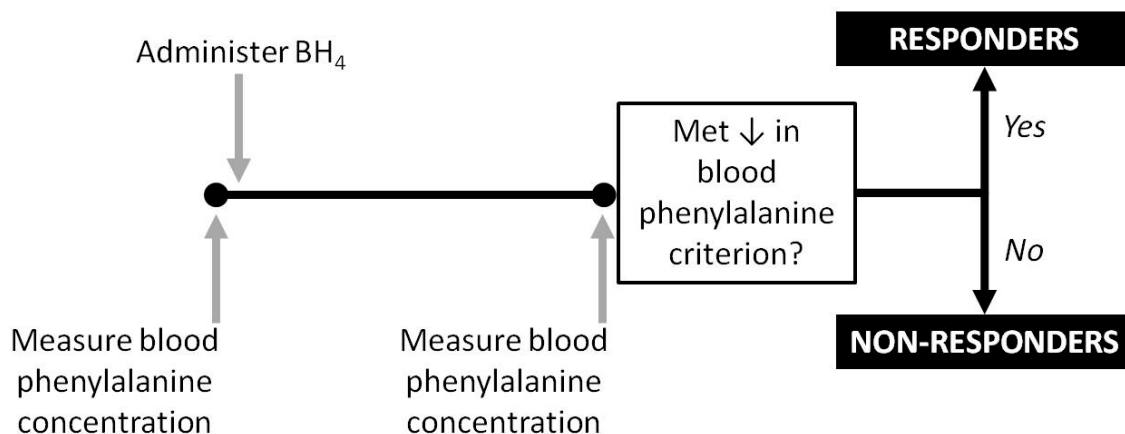 Administer BH₄
RESPONDERS
Met ↓ in
blood
phenylalanine
criterion?
Yes
No
Measure blood
phenylalanine
concentration
Measure blood
phenylalanine
concentration
NON-RESPONDERS